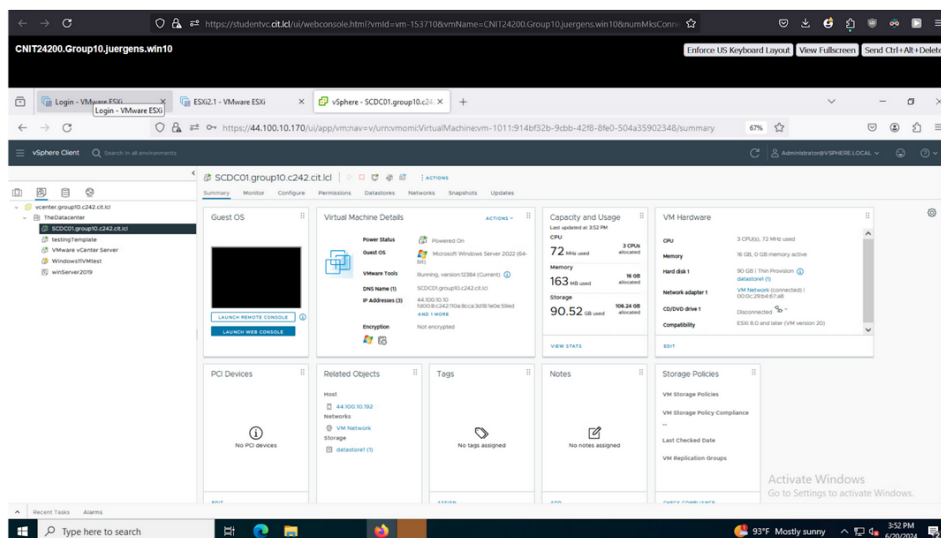 https://studentvc.cit.lcl/ui/webconsole.html?vmId=vm-153710&vmName=CNIT24200.Group10.juergens.win10&numMksConn
CNIT24200.Group10.juergens.win10
Enforce US Keyboard Layout View Fullscreen Send Ctrl+Alt+Delete
Login - VMware ESXi
ESXi2.1 - VMware ESXi
vSphere - SCDC01.group10.c24
Login - VMware ESXi
https://44.100.10.170/ui/app/vm;nav=v/urn:vmomi:VirtualMachine:vm-1011:914bf32b-9cbb-42f8-8fe0-504a35902348/summary
67%
vSphere Client
Search in all environments
Administrator@VSPHERE.LOCAL
vcenter.group10.c242.cit.lcl
TheDatacenter
SCDC01.group10.c242.cit.lcl
testingTemplate
VMware vCenter Server
Windows11VMtest
winServer2019
SCDC01.group10.c242.cit.lcl
ACTIONS
Summary Monitor Configure Permissions Datastores Networks Snapshots Updates
Guest OS
LAUNCH REMOTE CONSOLE
LAUNCH WEB CONSOLE
Virtual Machine Details
ACTIONS
Power Status Powered On
Guest OS Microsoft Windows Server 2022 (64-bit)
VMware Tools Running, version:12384 (Current)
DNS Name (1) SCDC01.group10.c242.cit.lcl
IP Addresses (3) 44.100.10.10
AND 1 MORE
Encryption Not encrypted
Capacity and Usage
Last updated at 3:52 PM
CPU
72 MHz used
3 CPUs allocated
Memory
163 MB used
16 GB allocated
Storage
90.52 GB used
106.24 GB allocated
VIEW STATS
VM Hardware
CPU 3 CPU(s), 72 MHz used
Memory 16 GB, 0 GB memory active
Hard disk 1 90 GB | Thin Provision
datastore1 (1)
Network adapter 1 VM Network (connected) |
00:0c:29:b4:67:a8
CD/DVD drive 1 Disconnected
Compatibility ESXi 8.0 and later (VM version 20)
EDIT
PCI Devices
No PCI devices
EDIT
Related Objects
Host
44.100.10.192
Networks
VM Network
Storage
datastore1 (1)
Tags
No tags assigned
ASSIGN
Notes
No notes assigned
ADD
Storage Policies
VM Storage Policies
VM Storage Policy Compliance
--
Last Checked Date
VM Replication Groups
CHECK COMPLIANCE
Activate Windows
Go to Settings to activate Windows.
Recent Tasks Alarms
Type here to search
93°F Mostly sunny
3:52 PM
6/20/2024